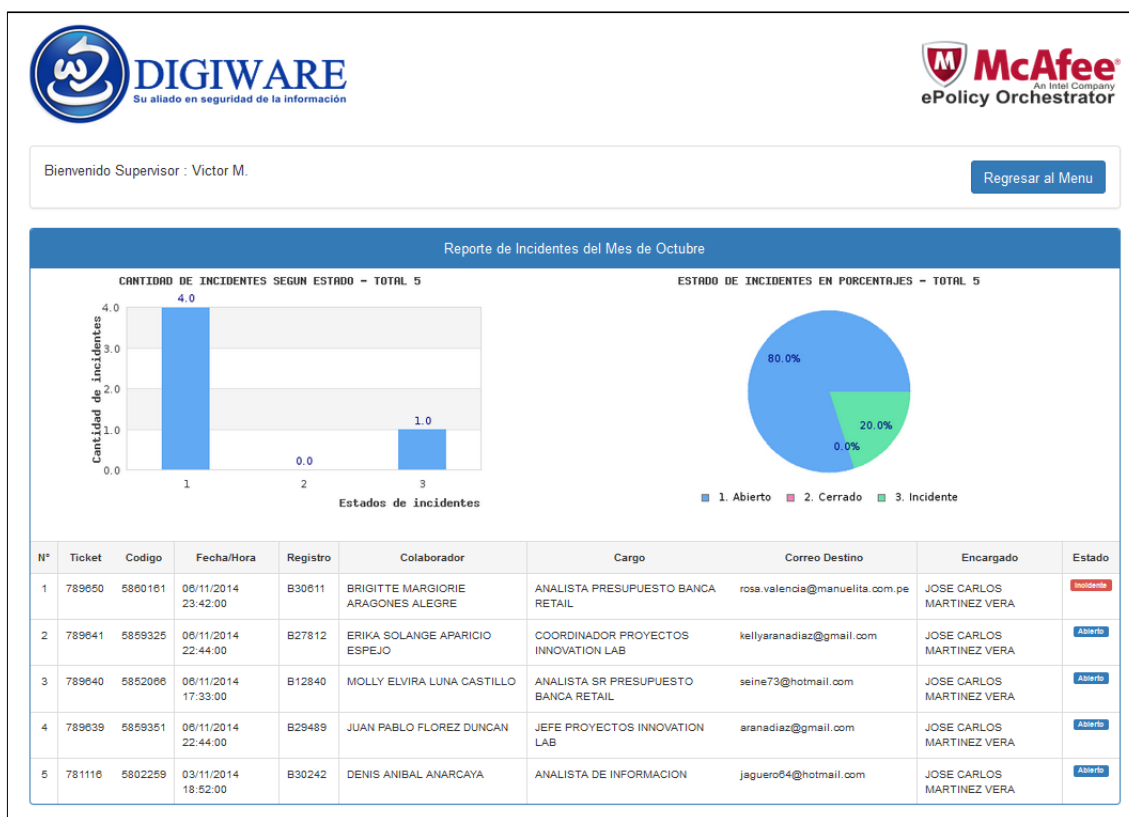 DIGIWARE
Su aliado en seguridad de la información
McAfee
An Intel Company
ePolicy Orchestrator
Bienvenido Supervisor : Victor M.
Regresar al Menu
Reporte de Incidentes del Mes de Octubre
CANTIDAD DE INCIDENTES SEGUN ESTADO - TOTAL 5
4.0
4.0
3.0
2.0
1.0
0.0
Cantidad de incidentes
0.0
1.0
1 2 3
Estados de incidentes
ESTADO DE INCIDENTES EN PORCENTAJES - TOTAL 5
80.0%
20.0%
0.0%
1. Abierto 2. Cerrado 3. Incidente
N° Ticket Codigo Fecha/Hora Registro Colaborador Cargo Correo Destino Encargado Estado
1 789650 5860161 06/11/2014 B30611 BRIGITTE MARGIORIE ANALISTA PRESUPUESTO BANCA rosa.valencia@manuelita.com.pe JOSE CARLOS Incidente
23:42:00 ARAGONES ALEGRE RETAIL MARTINEZ VERA
2 789641 5859325 06/11/2014 B27812 ERIKA SOLANGE APARICIO COORDINADOR PROYECTOS kellyaranadiaz@gmail.com JOSE CARLOS Abierto
22:44:00 ESPEJO INNOVATION LAB MARTINEZ VERA
3 789640 5852066 06/11/2014 B12840 MOLLY ELVIRA LUNA CASTILLO ANALISTA SR PRESUPUESTO seine73@hotmail.com JOSE CARLOS Abierto
17:33:00 BANCA RETAIL MARTINEZ VERA
4 789639 5859351 06/11/2014 B29489 JUAN PABLO FLOREZ DUNCAN JEFE PROYECTOS INNOVATION aranadiaz@gmail.com JOSE CARLOS Abierto
22:44:00 LAB MARTINEZ VERA
5 781116 5802259 03/11/2014 B30242 DENIS ANIBAL ANARCAYA ANALISTA DE INFORMACION jaguero64@hotmail.com JOSE CARLOS Abierto
18:52:00 MARTINEZ VERA